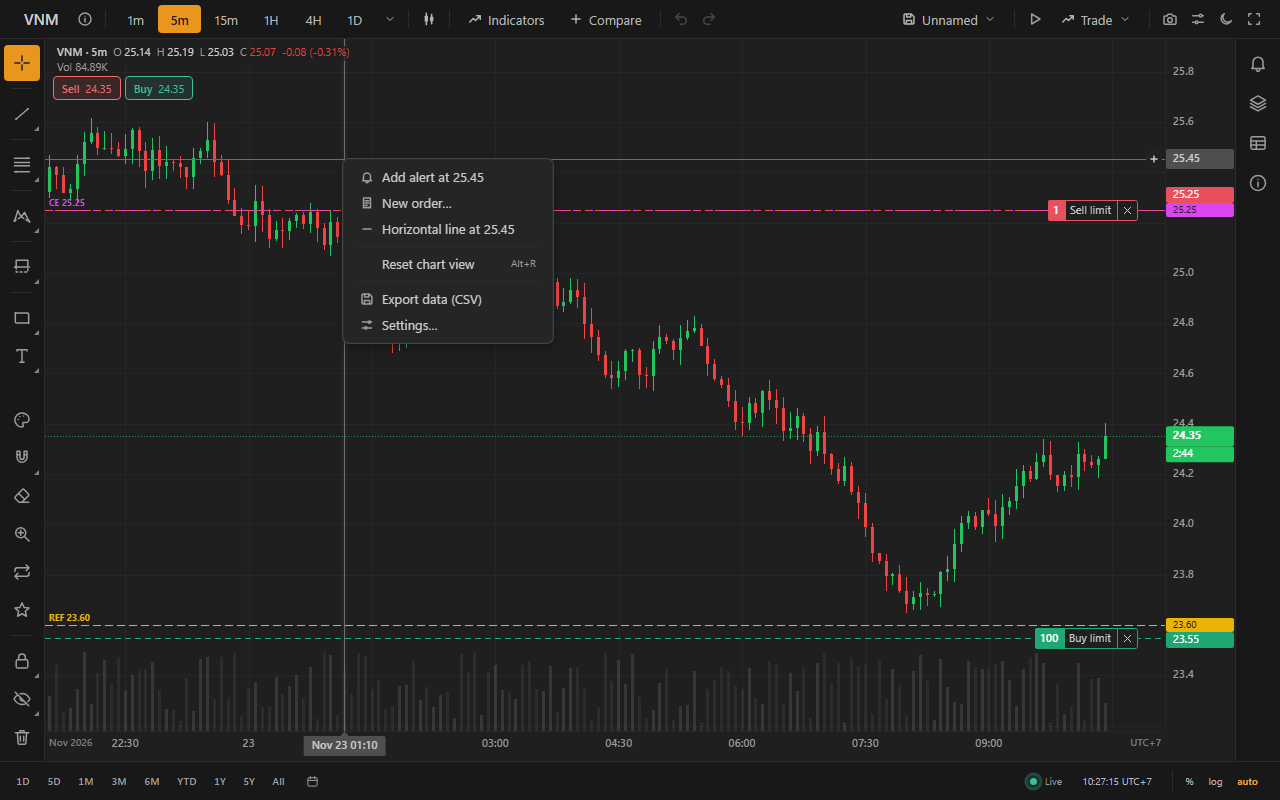 VNM 1m 5m 15m 1H 4H 1D Indicators Compare Unnamed Trade
VNM · 5m O 25.14 H 25.19 L 25.03 C 25.07 -0.08 (-0.31%)
Vol 84.89K
Sell 24.35 Buy 24.35
25.8
25.6
25.45
Add alert at 25.45
New order...
Horizontal line at 25.45
Reset chart view Alt+R
Export data (CSV)
Settings...
CE 25.25
25.25
1 Sell limit
25.25
25.0
24.8
24.6
24.4
24.35
2:44
24.2
24.0
23.8
REF 23.60
23.60
100 Buy limit
23.55
23.4
Nov 2026 22:30 23 Nov 23 01:10 03:00 04:30 06:00 07:30 09:00 UTC+7
1D 5D 1M 3M 6M YTD 1Y 5Y All Live 10:27:15 UTC+7 % log auto